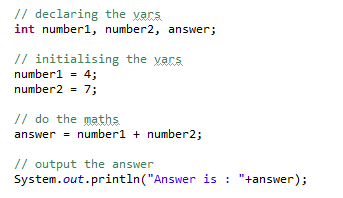 // declaring the vars
int number1, number2, answer;
// initialising the vars
number1 = 4;
number2 = 7;
// do the maths
answer = number1 + number2;
// output the answer
System.out.println("Answer is : "+answer);